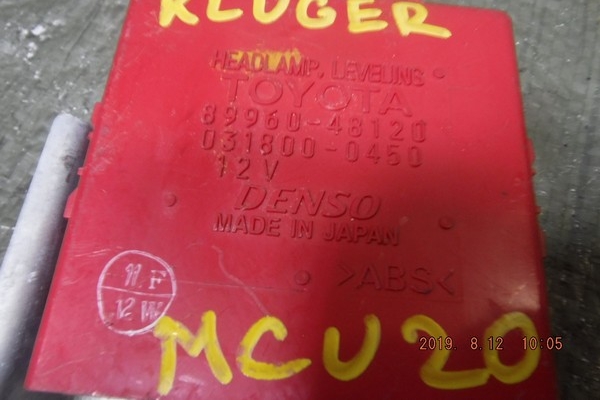 KLUGER
HEADLAMP, LEVELING
TOYOTA
89960-48120
031800-0450
12V
DENSO
MADE IN JAPAN
>ABS<
11 F
12 W
MCU20
2019. 8.12 10:05